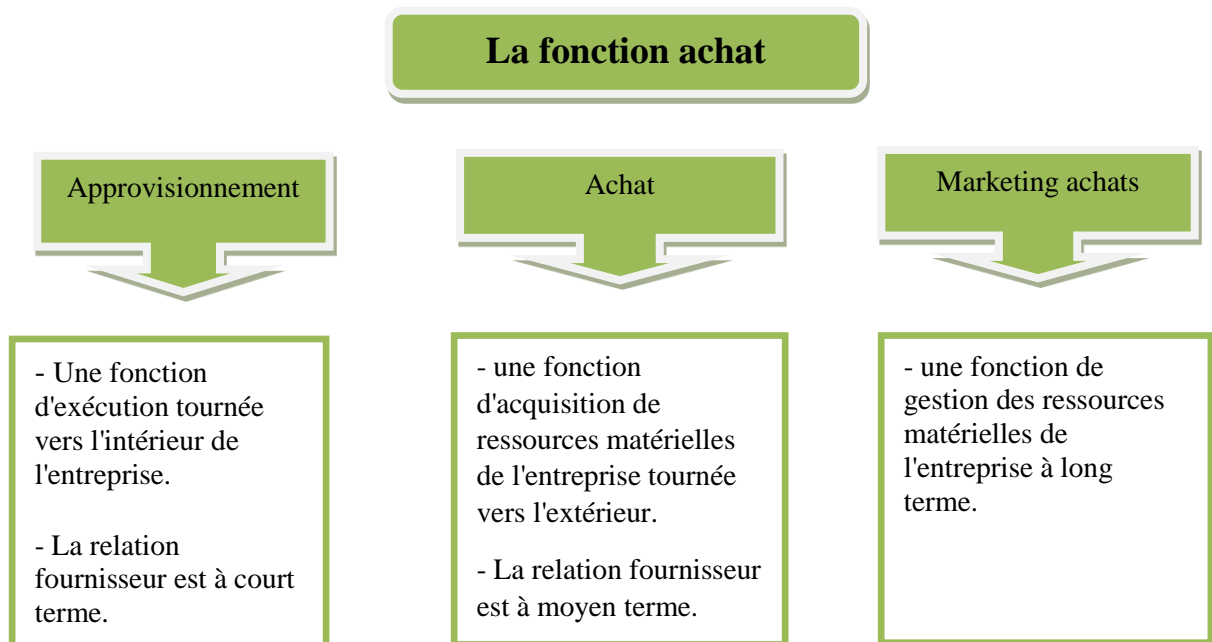 La fonction achat
Approvisionnement
Achat
Marketing achats
- Une fonction
d'exécution tournée
vers l'intérieur de
l'entreprise.
- La relation
fournisseur est à court
terme.
- une fonction
d'acquisition de
ressources matérielles
de l'entreprise tournée
vers l'extérieur.
- La relation fournisseur
est à moyen terme.
- une fonction de
gestion des ressources
matérielles de
l'entreprise à long
terme.